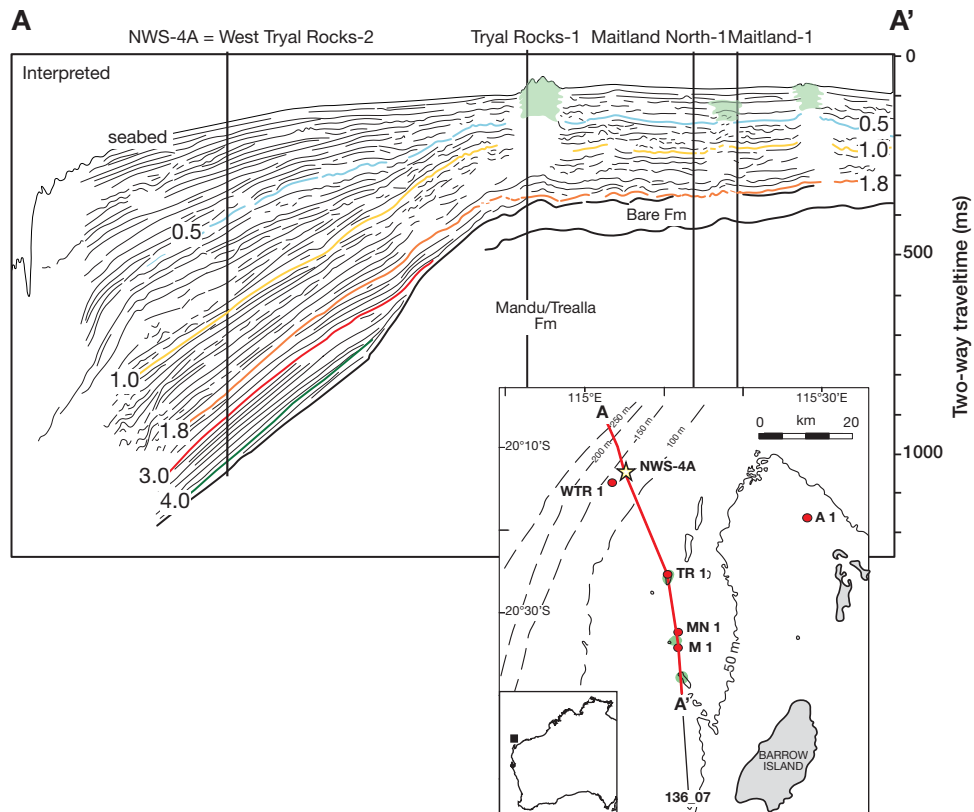 A
A'
NWS-4A = West Tryal Rocks-2
Tryal Rocks-1
Maitland North-1
Maitland-1
Interpreted
seabed
0
0.5
0.5
1.0
1.8
Bare Fm
500
Mandu/Trealla
Fm
1.0
1.8
3.0
4.0
1000
Two-way traveltime (ms)
115°E
115°30'E
A
250 m
200 m
150 m
100 m
km
0
20
-20°10'S
NWS-4A
WTR 1
A 1
TR 1
-20°30'S
MN 1
M 1
50 m
A'
BARROW
ISLAND
136_07